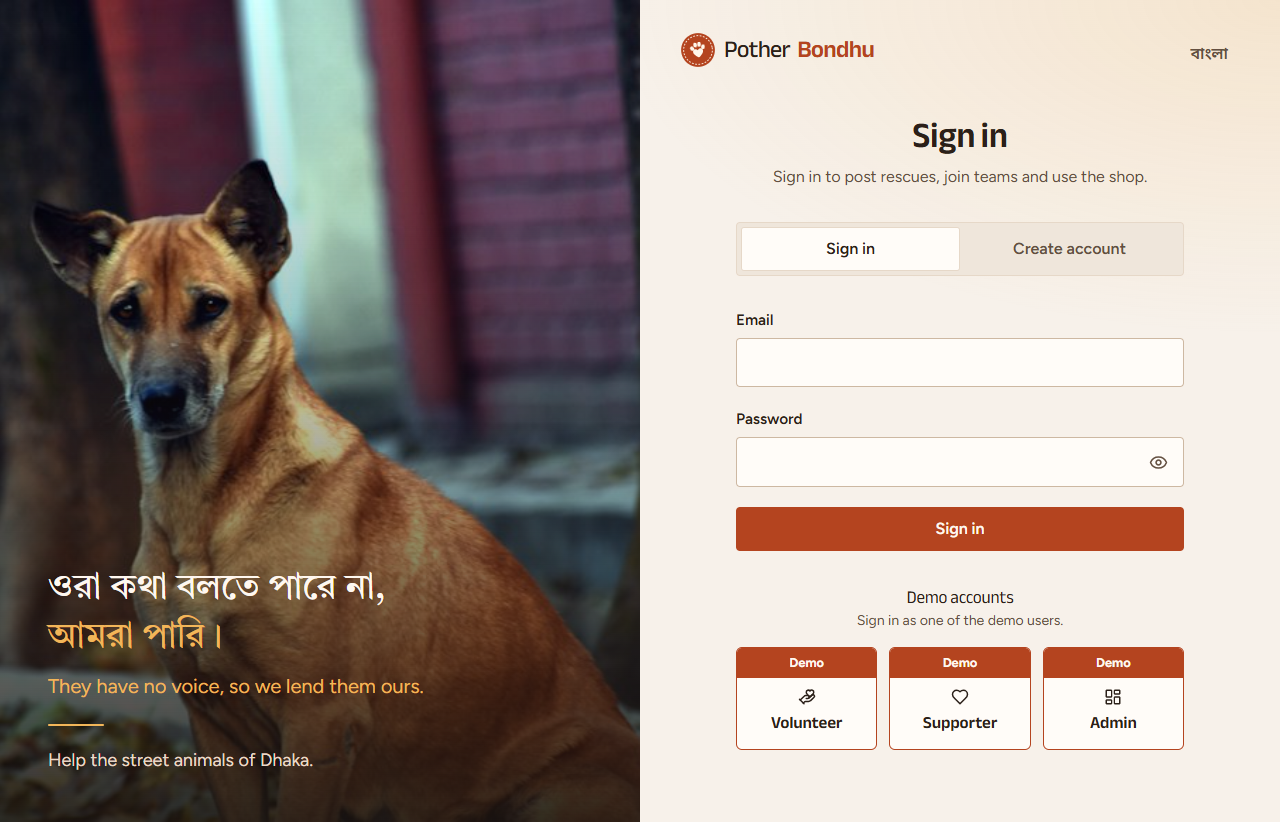 Pother Bondhu
বাংলা
Sign in
Sign in to post rescues, join teams and use the shop.
Sign in
Create account
Email
Password
Sign in
Demo accounts
Sign in as one of the demo users.
Demo
Volunteer
Demo
Supporter
Demo
Admin
ওরা কথা বলতে পারে না,
আমরা পারি।
They have no voice, so we lend them ours.
Help the street animals of Dhaka.